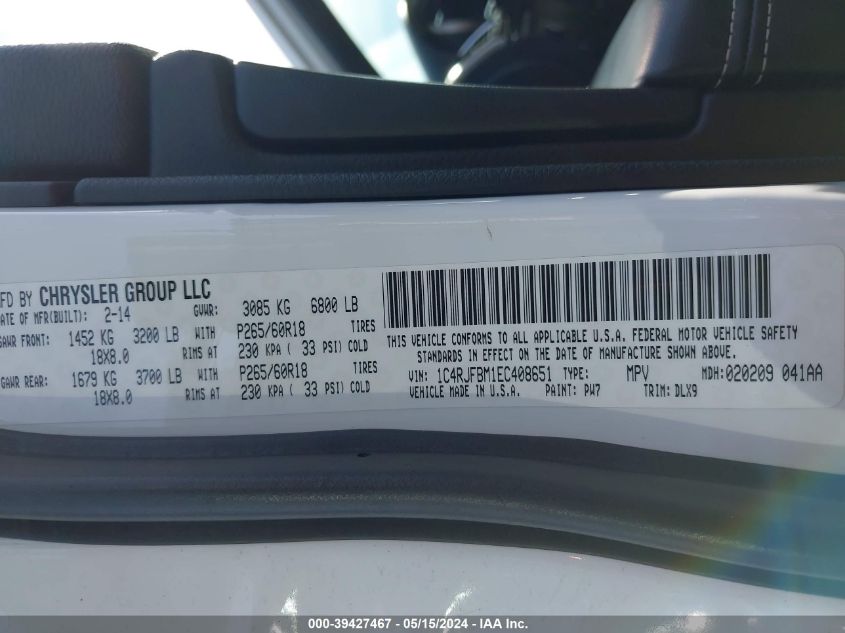 MFD BY CHRYSLER GROUP LLC
DATE OF MFR(BUILT): 2-14 GVWR: 3085 KG 6800 LB
GAWR FRONT: 1452 KG 3200 LB WITH P265/60R18 TIRES
18X8.0 RIMS AT 230 KPA ( 33 PSI) COLD
GAWR REAR: 1679 KG 3700 LB WITH P265/60R18 TIRES
18X8.0 RIMS AT 230 KPA ( 33 PSI) COLD
THIS VEHICLE CONFORMS TO ALL APPLICABLE U.S.A. FEDERAL MOTOR VEHICLE SAFETY
STANDARDS IN EFFECT ON THE DATE OF MANUFACTURE SHOWN ABOVE.
VIN: 1C4RJFBM1EC408651 TYPE: MPV MDH:020209 041AA
VEHICLE MADE IN U.S.A. PAINT: PW7 TRIM: DLX9
000-39427467 - 05/15/2024 - IAA Inc.